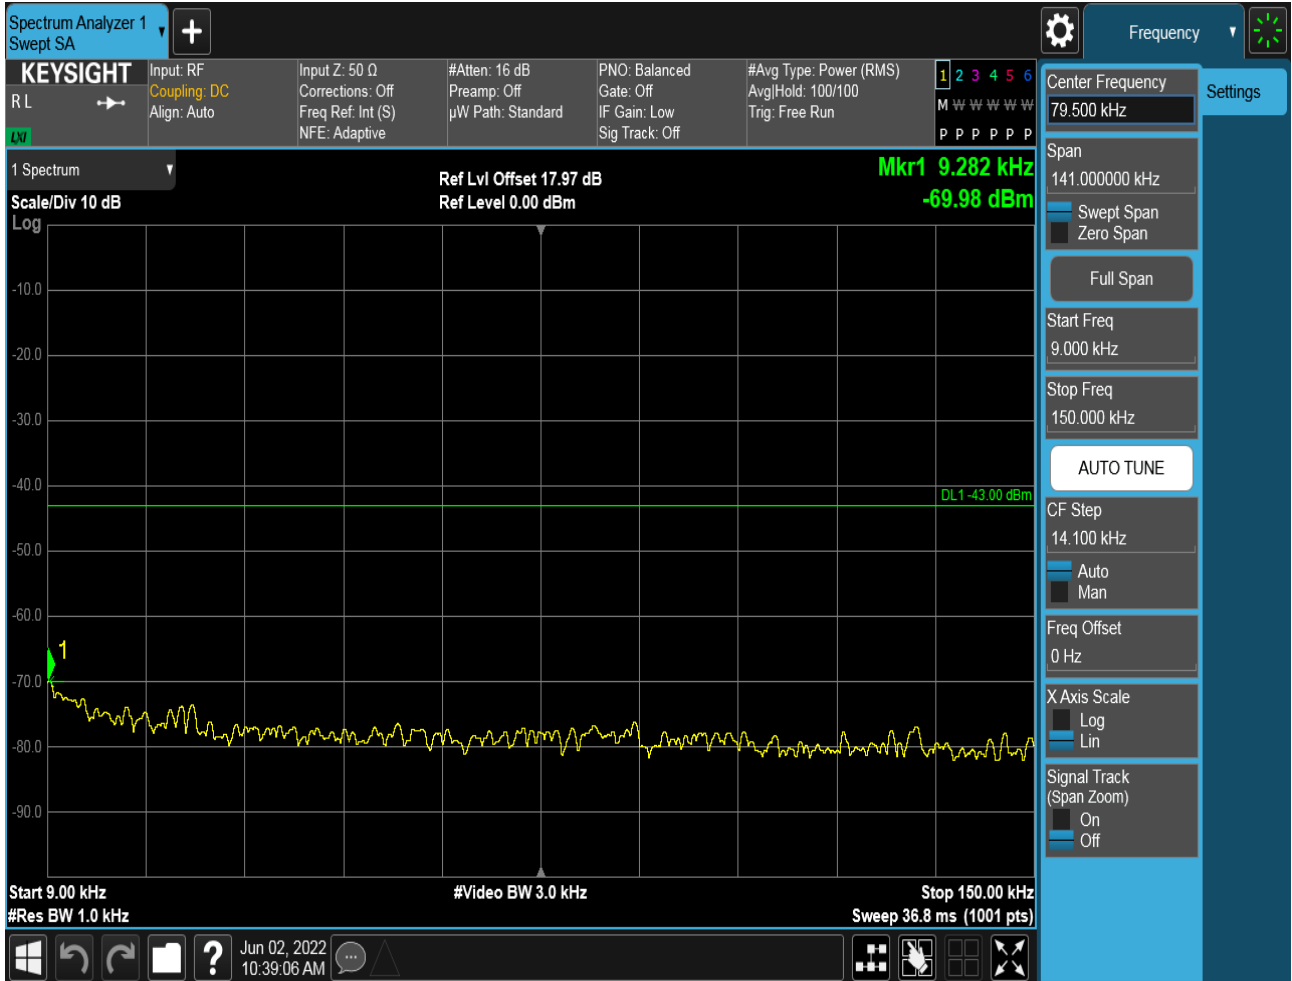 Spectrum Analyzer 1
Swept SA
+
Frequency
KEYSIGHT
R L
LXI
Input: RF
Coupling: DC
Align: Auto
Input Z: 50 Ω
Corrections: Off
Freq Ref: Int (S)
NFE: Adaptive
#Atten: 16 dB
Preamp: Off
µW Path: Standard
PNO: Balanced
Gate: Off
IF Gain: Low
Sig Track: Off
#Avg Type: Power (RMS)
Avg|Hold: 100/100
Trig: Free Run
1 2 3 4 5 6
M W W W W W
P P P P P P
1 Spectrum
Scale/Div 10 dB
Log
Ref Lvl Offset 17.97 dB
Ref Level 0.00 dBm
Mkr1 9.282 kHz
-69.98 dBm
-10.0
-20.0
-30.0
-40.0
DL1 -43.00 dBm
-50.0
-60.0
1
-70.0
-80.0
-90.0
Start 9.00 kHz
#Res BW 1.0 kHz
#Video BW 3.0 kHz
Stop 150.00 kHz
Sweep 36.8 ms (1001 pts)
?
Jun 02, 2022
10:39:06 AM
Center Frequency
79.500 kHz
Span
141.000000 kHz
Swept Span
Zero Span
Full Span
Start Freq
9.000 kHz
Stop Freq
150.000 kHz
AUTO TUNE
CF Step
14.100 kHz
Auto
Man
Freq Offset
0 Hz
X Axis Scale
Log
Lin
Signal Track
(Span Zoom)
On
Off
Settings